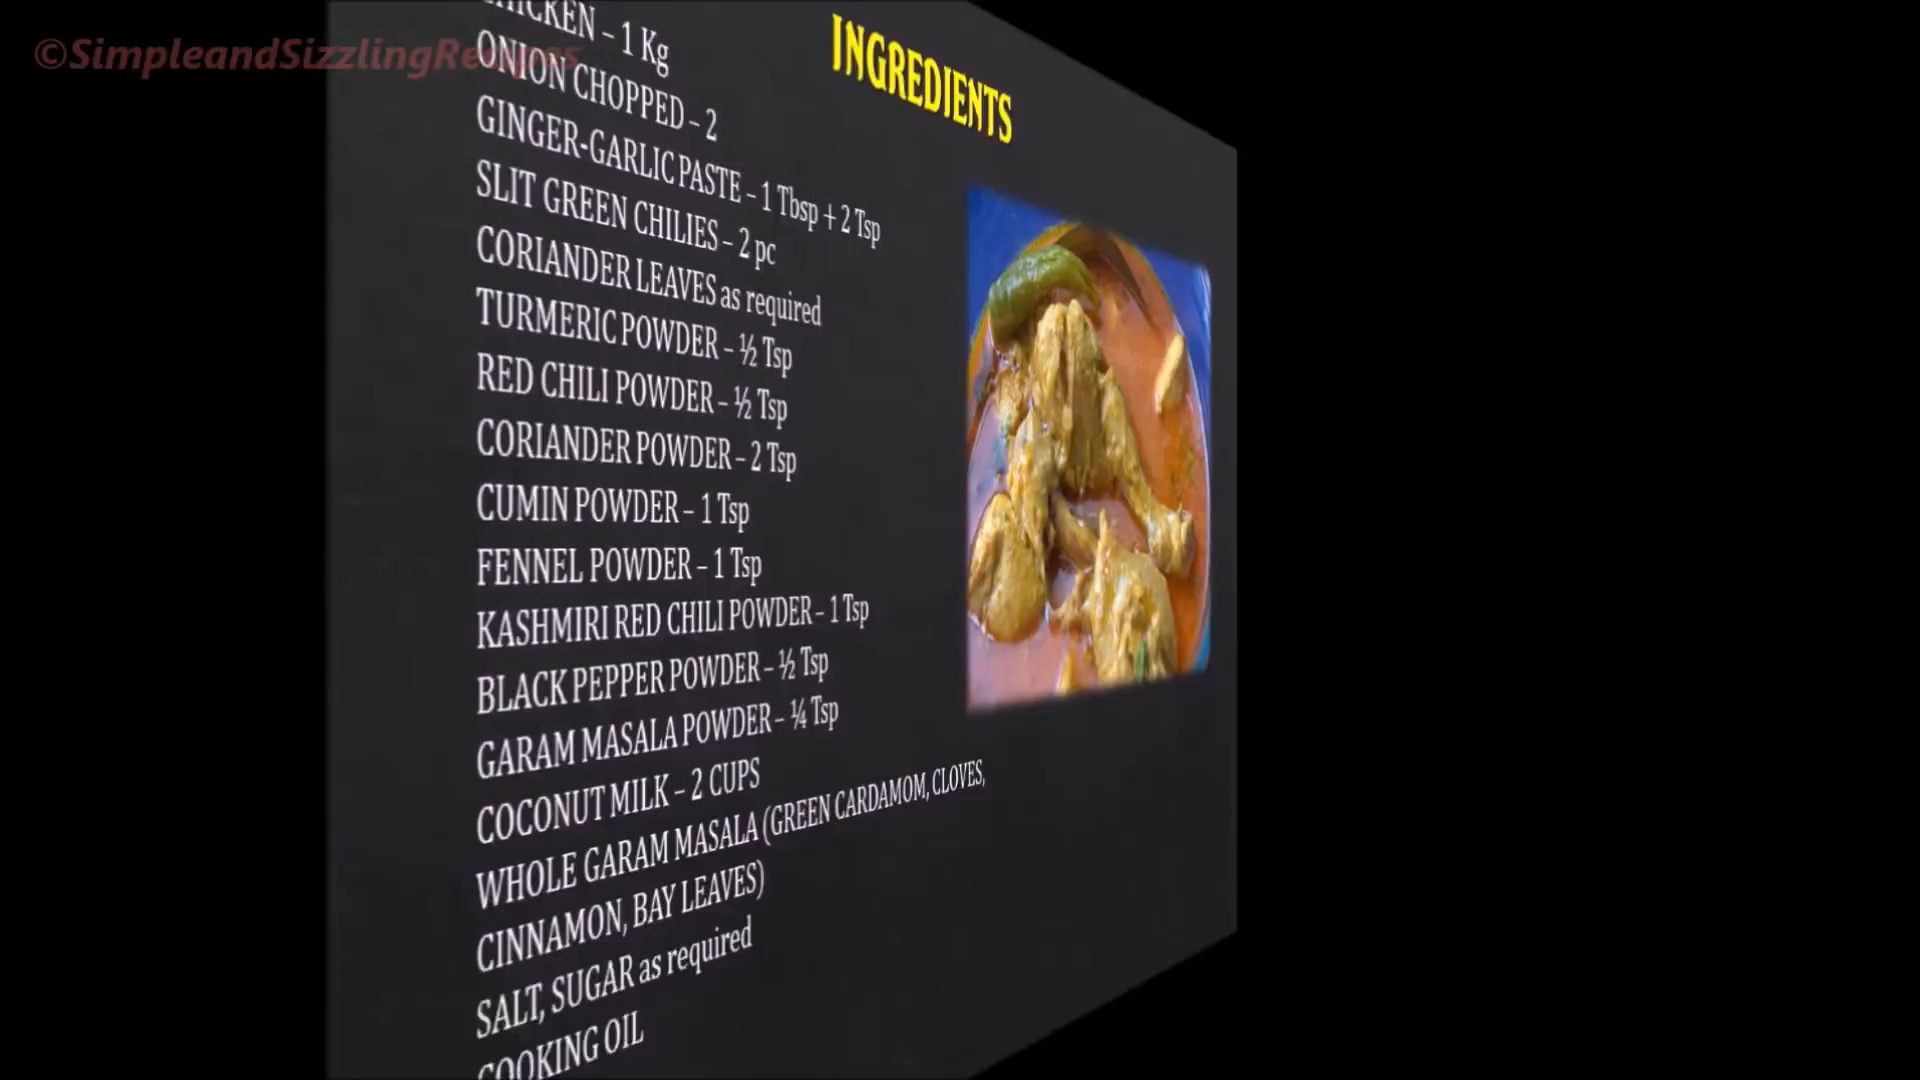 ©SimpleandSizzlingRecipes
INGREDIENTS
CHICKEN – 1 Kg
ONION CHOPPED – 2
GINGER-GARLIC PASTE – 1 Tbsp + 2 Tsp
SLIT GREEN CHILIES – 2 pc
CORIANDER LEAVES as required
TURMERIC POWDER – ½ Tsp
RED CHILI POWDER – ½ Tsp
CORIANDER POWDER – 2 Tsp
CUMIN POWDER – 1 Tsp
FENNEL POWDER – 1 Tsp
KASHMIRI RED CHILI POWDER – 1 Tsp
BLACK PEPPER POWDER – ½ Tsp
GARAM MASALA POWDER – ¼ Tsp
COCONUT MILK – 2 CUPS
WHOLE GARAM MASALA (GREEN CARDAMOM, CLOVES,
CINNAMON, BAY LEAVES)
SALT, SUGAR as required
COOKING OIL